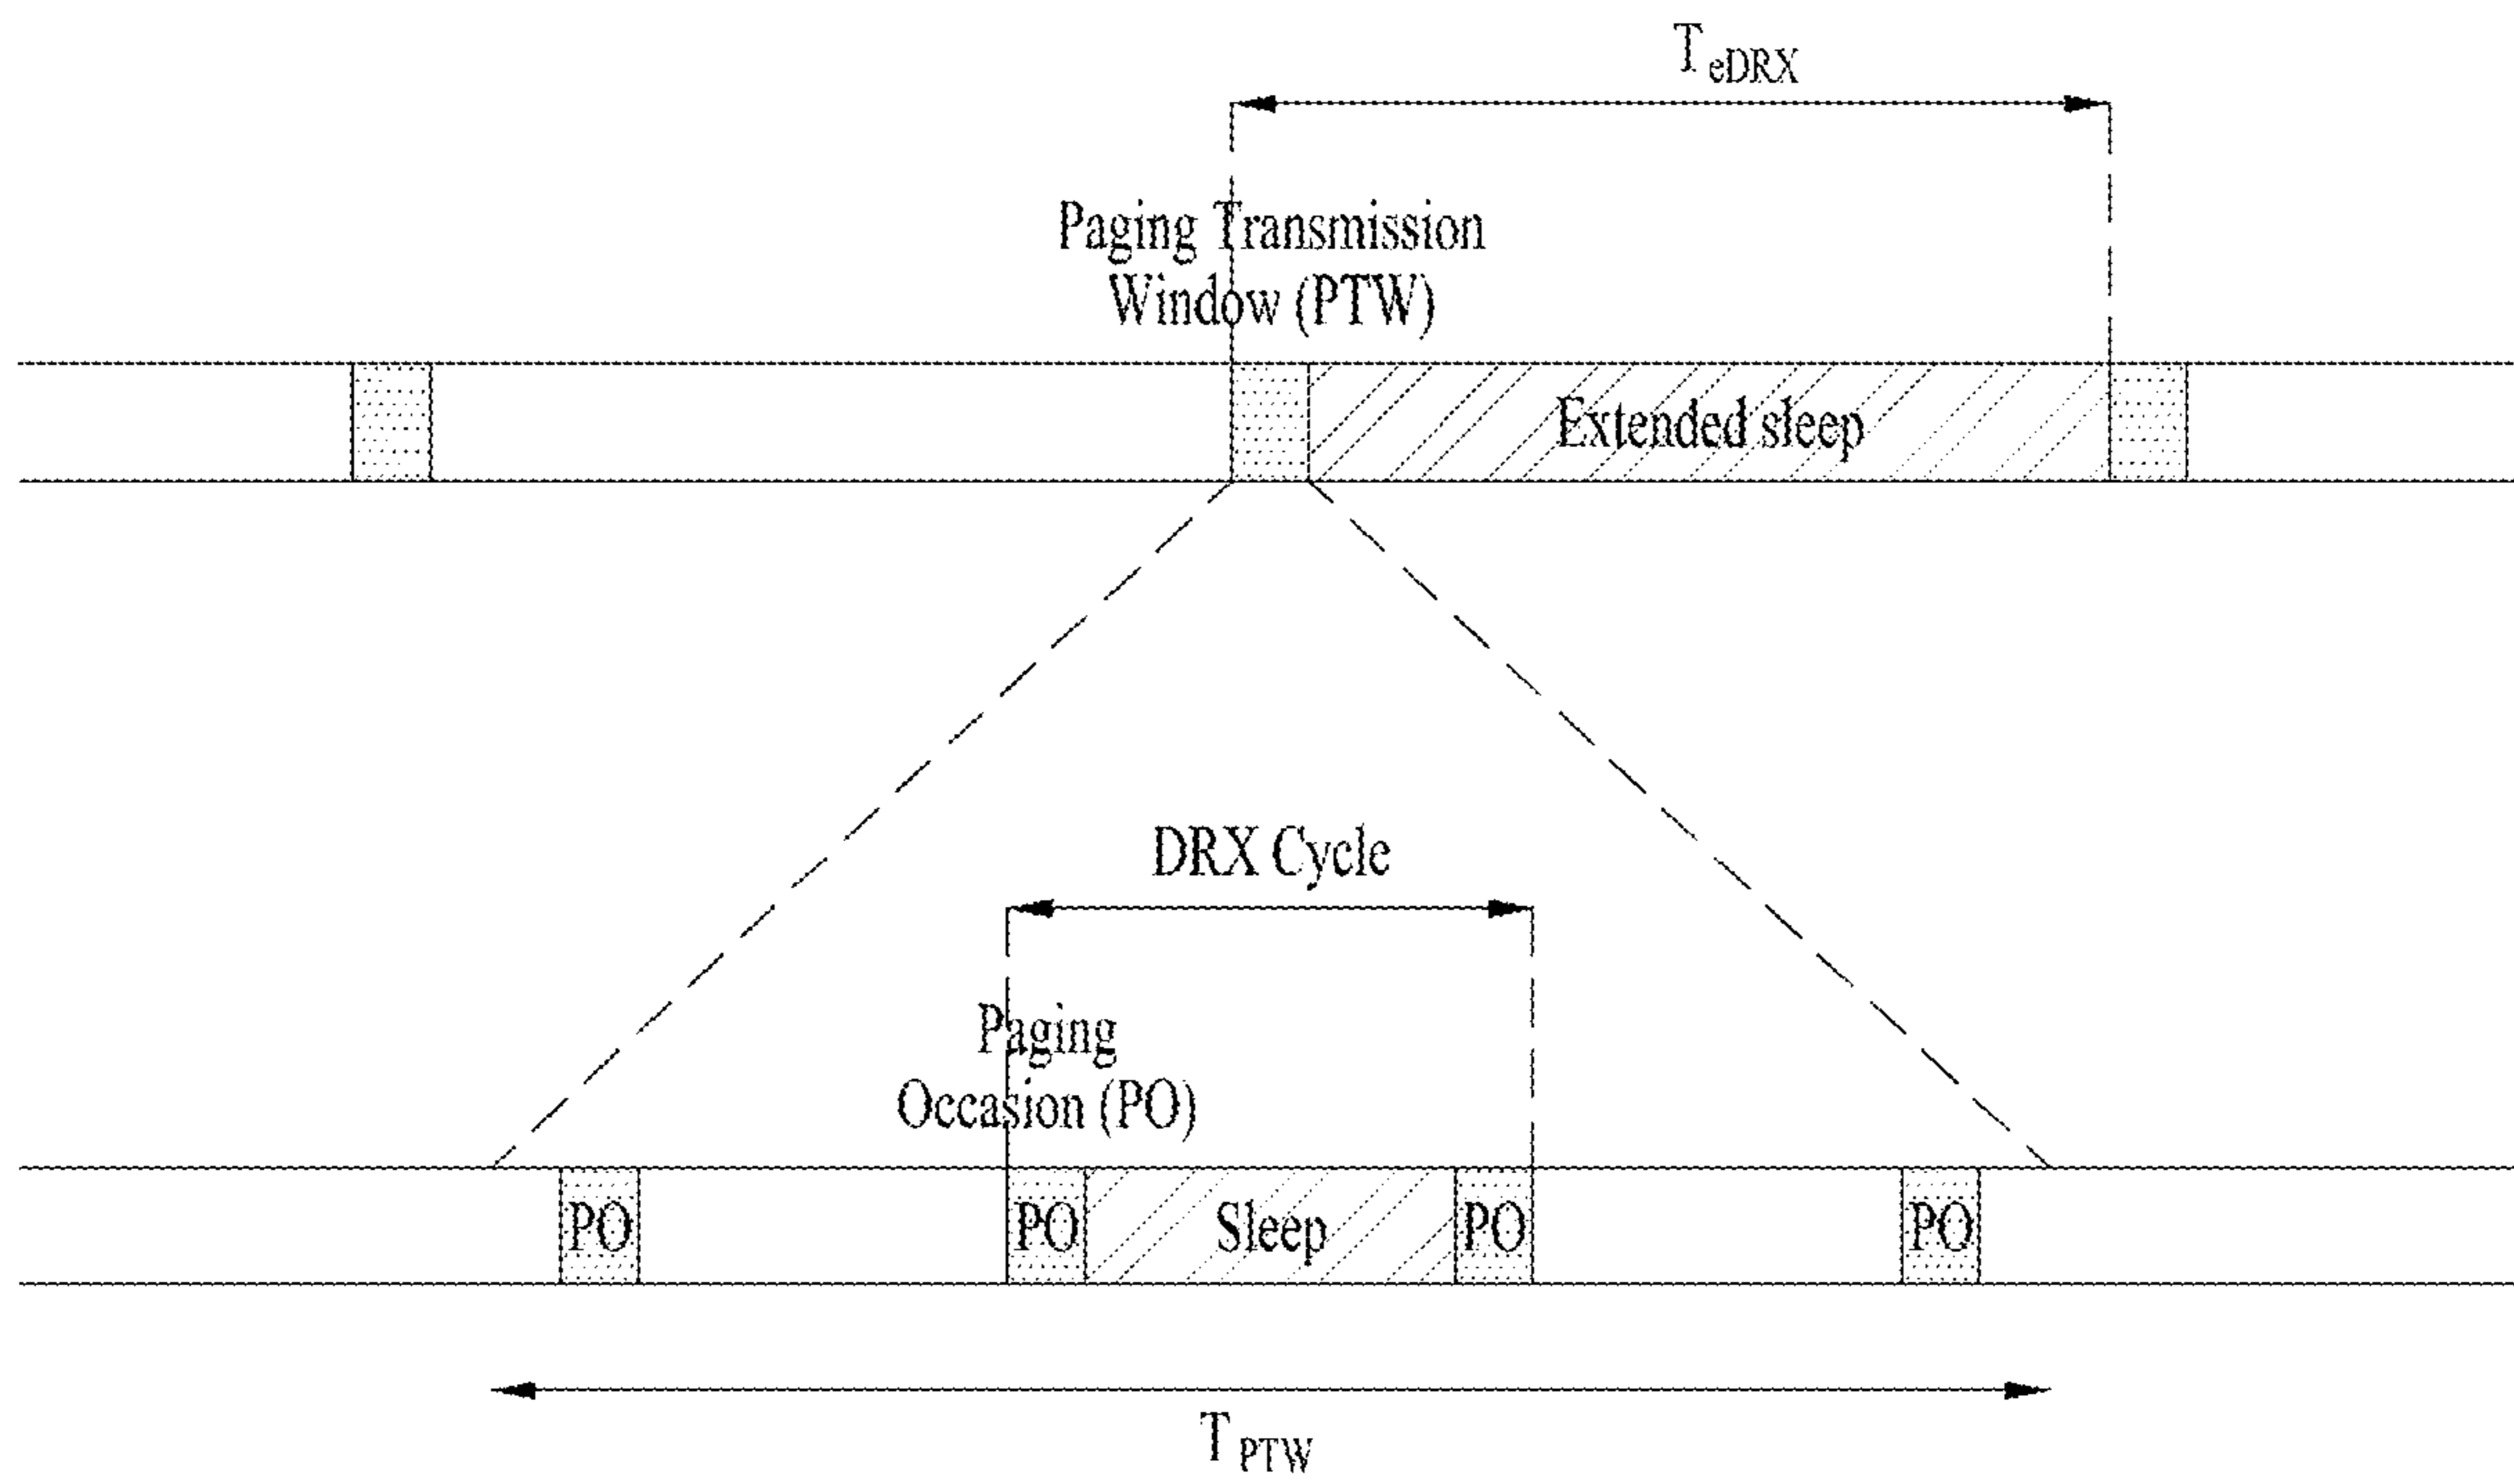 T eDRX
Paging Transmission
Window (PTW)
Extended sleep
DRX Cycle
Paging
Occasion (PO)
PO PO Sleep PO PO
T PTW